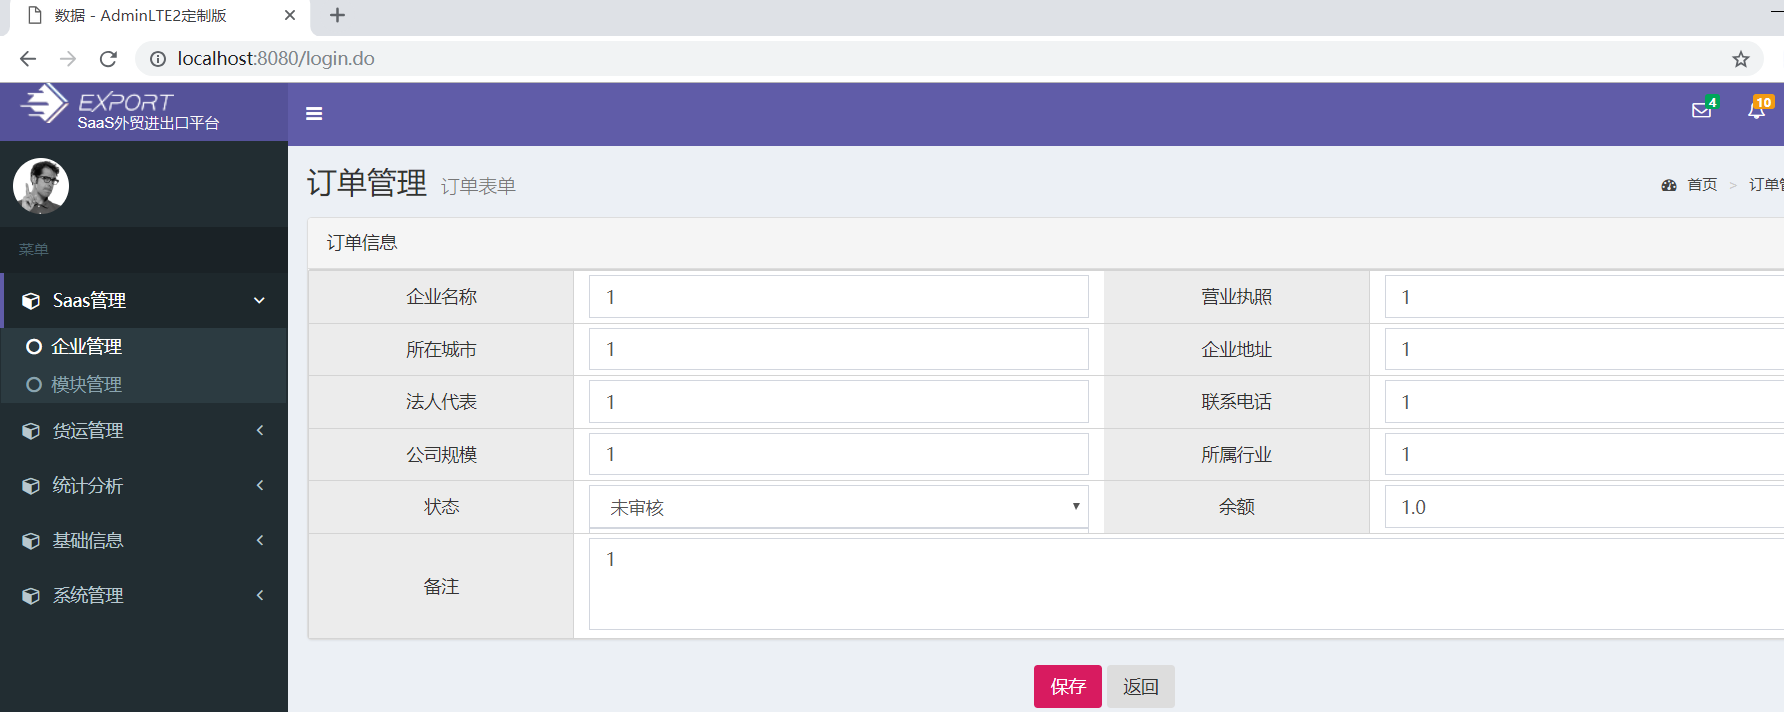 数据 - AdminLTE2定制版
localhost:8080/login.do
EXPORT
SaaS外贸进出口平台
4
10
订单管理 订单表单
首页 > 订单
菜单
Saas管理
企业管理
模块管理
货运管理
统计分析
基础信息
系统管理
订单信息
企业名称 1 营业执照 1
所在城市 1 企业地址 1
法人代表 1 联系电话 1
公司规模 1 所属行业 1
状态 未审核 余额 1.0
备注 1
保存 返回